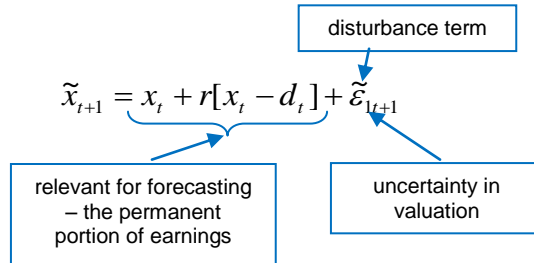 disturbance term
x̃ₜ₊₁ = xₜ + r[xₜ − dₜ] + ε̃₁ₜ₊₁
relevant for forecasting
– the permanent
portion of earnings
uncertainty in
valuation